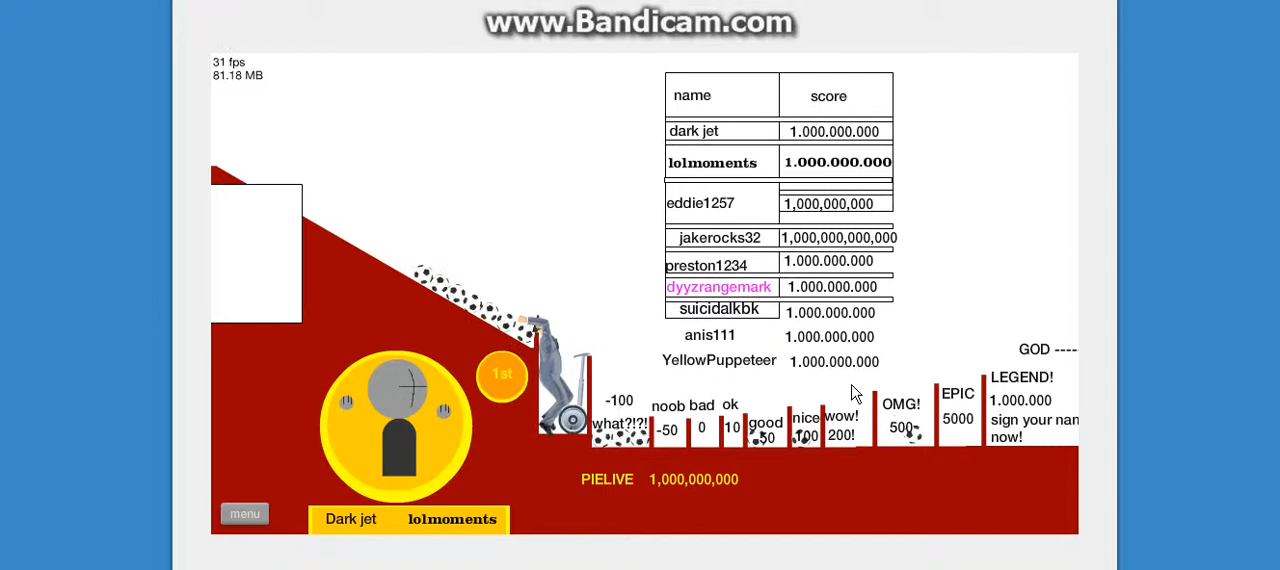 www.Bandicam.com
31 fps
81.18 MB
name score
dark jet 1.000.000.000
lolmoments 1.000.000.000
eddie1257 1,000,000,000
jakerocks32 1,000,000,000,000
preston1234 1.000.000.000
dyyzrangemark 1.000.000.000
suicidalkbk 1.000.000.000
anis111 1.000.000.000
YellowPuppeteer 1.000.000.000
GOD ----
1st
-100 what?!?!
noob -50
bad 0
ok 10
good 50
nice 100
wow! 200!
OMG! 500
EPIC 5000
LEGEND!
1.000.000
sign your nan
now!
PIELIVE 1,000,000,000
menu
Dark jet lolmoments